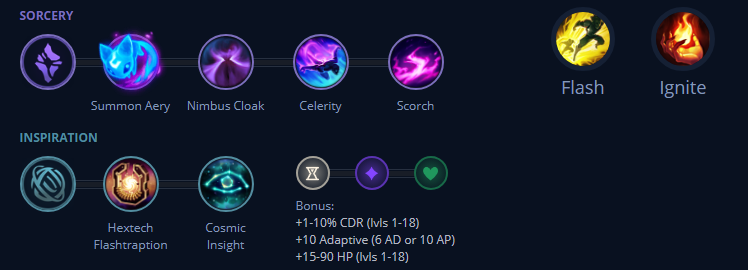 SORCERY
Summon Aery
Nimbus Cloak
Celerity
Scorch
Flash
Ignite
INSPIRATION
Hextech
Flashtraption
Cosmic
Insight
Bonus:
+1-10% CDR (lvls 1-18)
+10 Adaptive (6 AD or 10 AP)
+15-90 HP (lvls 1-18)